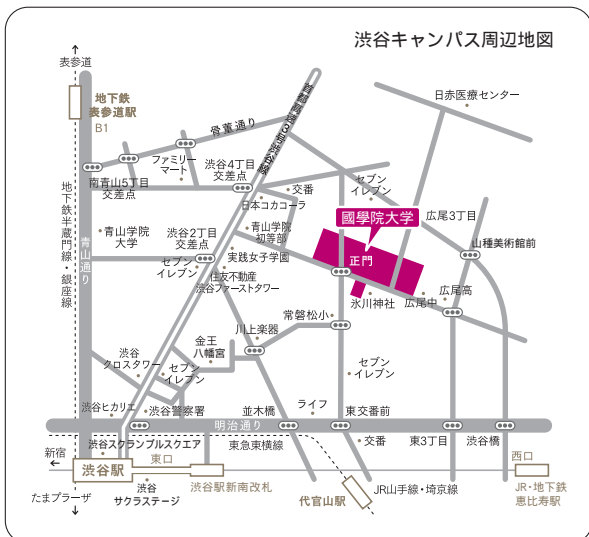 渋谷キャンパス周辺地図
表参道
地下鉄
表参道駅
B1
日赤医療センター
骨董通り
首都高速3号渋谷線
ファミリー
マート
渋谷4丁目
交差点
南青山5丁目
交差点
交番
セブン
イレブン
日本コカコーラ
國學院大学
広尾3丁目
地下鉄半蔵門線・銀座線
青山通り
青山学院
大学
渋谷2丁目
交差点
青山学院
初等部
正門
山種美術館前
セブン
イレブン
実践女子学園
住友不動産
渋谷ファーストタワー
氷川神社
広尾中
広尾高
常磐松小
川上楽器
金王
八幡宮
渋谷
クロスタワー
セブン
イレブン
セブン
イレブン
渋谷ヒカリエ
渋谷警察署
並木橋
ライフ
東交番前
明治通り
渋谷スクランブルスクエア
東急東横線
交番
東3丁目
渋谷橋
新宿
渋谷駅
東口
西口
たまプラーザ
渋谷
サクラステージ
渋谷駅新南改札
代官山駅
JR山手線・埼京線
JR・地下鉄
恵比寿駅